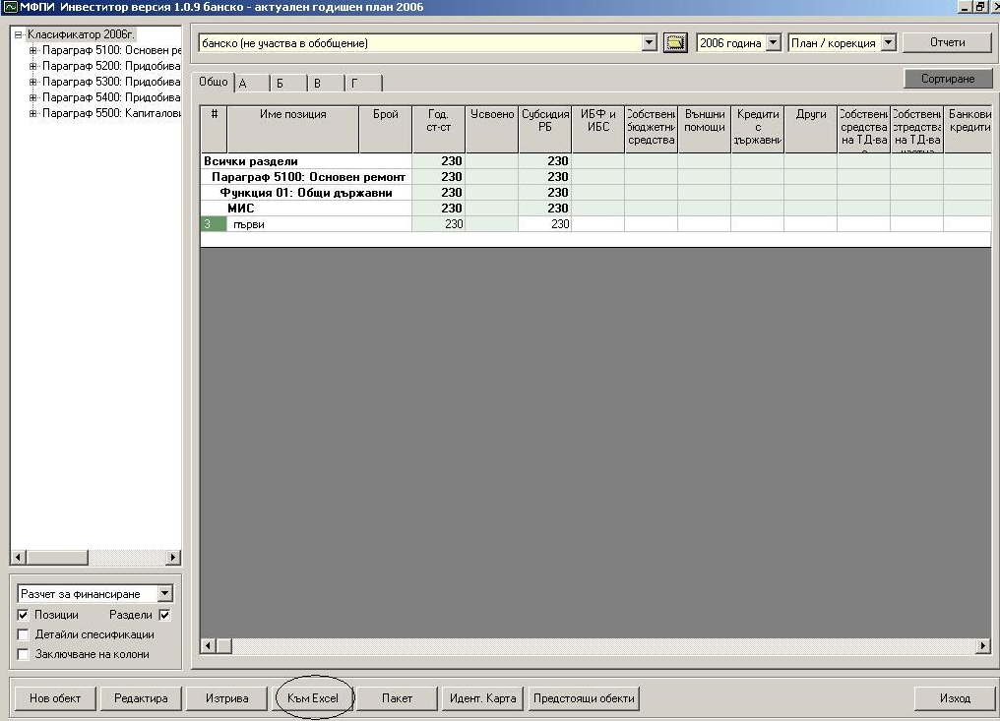 МФПИ Инвеститор версия 1.0.9 банско - актуален годишен план 2006
Класификатор 2006г.
Параграф 5100: Основен ре
Параграф 5200: Придобива
Параграф 5300: Придобива
Параграф 5400: Придобива
Параграф 5500: Капиталови
банско (не участва в обобщение)
2006 година
План / корекция
Отчети
Общо А Б В Г
Сортиране
# Име позиция Брой Год. Усвоено Субсидия ИБФ и Собствени Външни Кредити Други Собствени Собствени Банкови
ст-ст РБ ИБС бюджетни помощи с средства стредства кредити
средства държавни на ТД-ва на ТД-ва
Всички раздели 230 230
Параграф 5100: Основен ремонт 230 230
Функция 01: Общи държавни 230 230
МИС 230 230
3 първи 230 230
Разчет за финансиране
Позиции Раздели
Детайли спесификации
Заключване на колони
Нов обект Редактира Изтрива Към Excel Пакет Идент. Карта Предстоящи обекти Изход